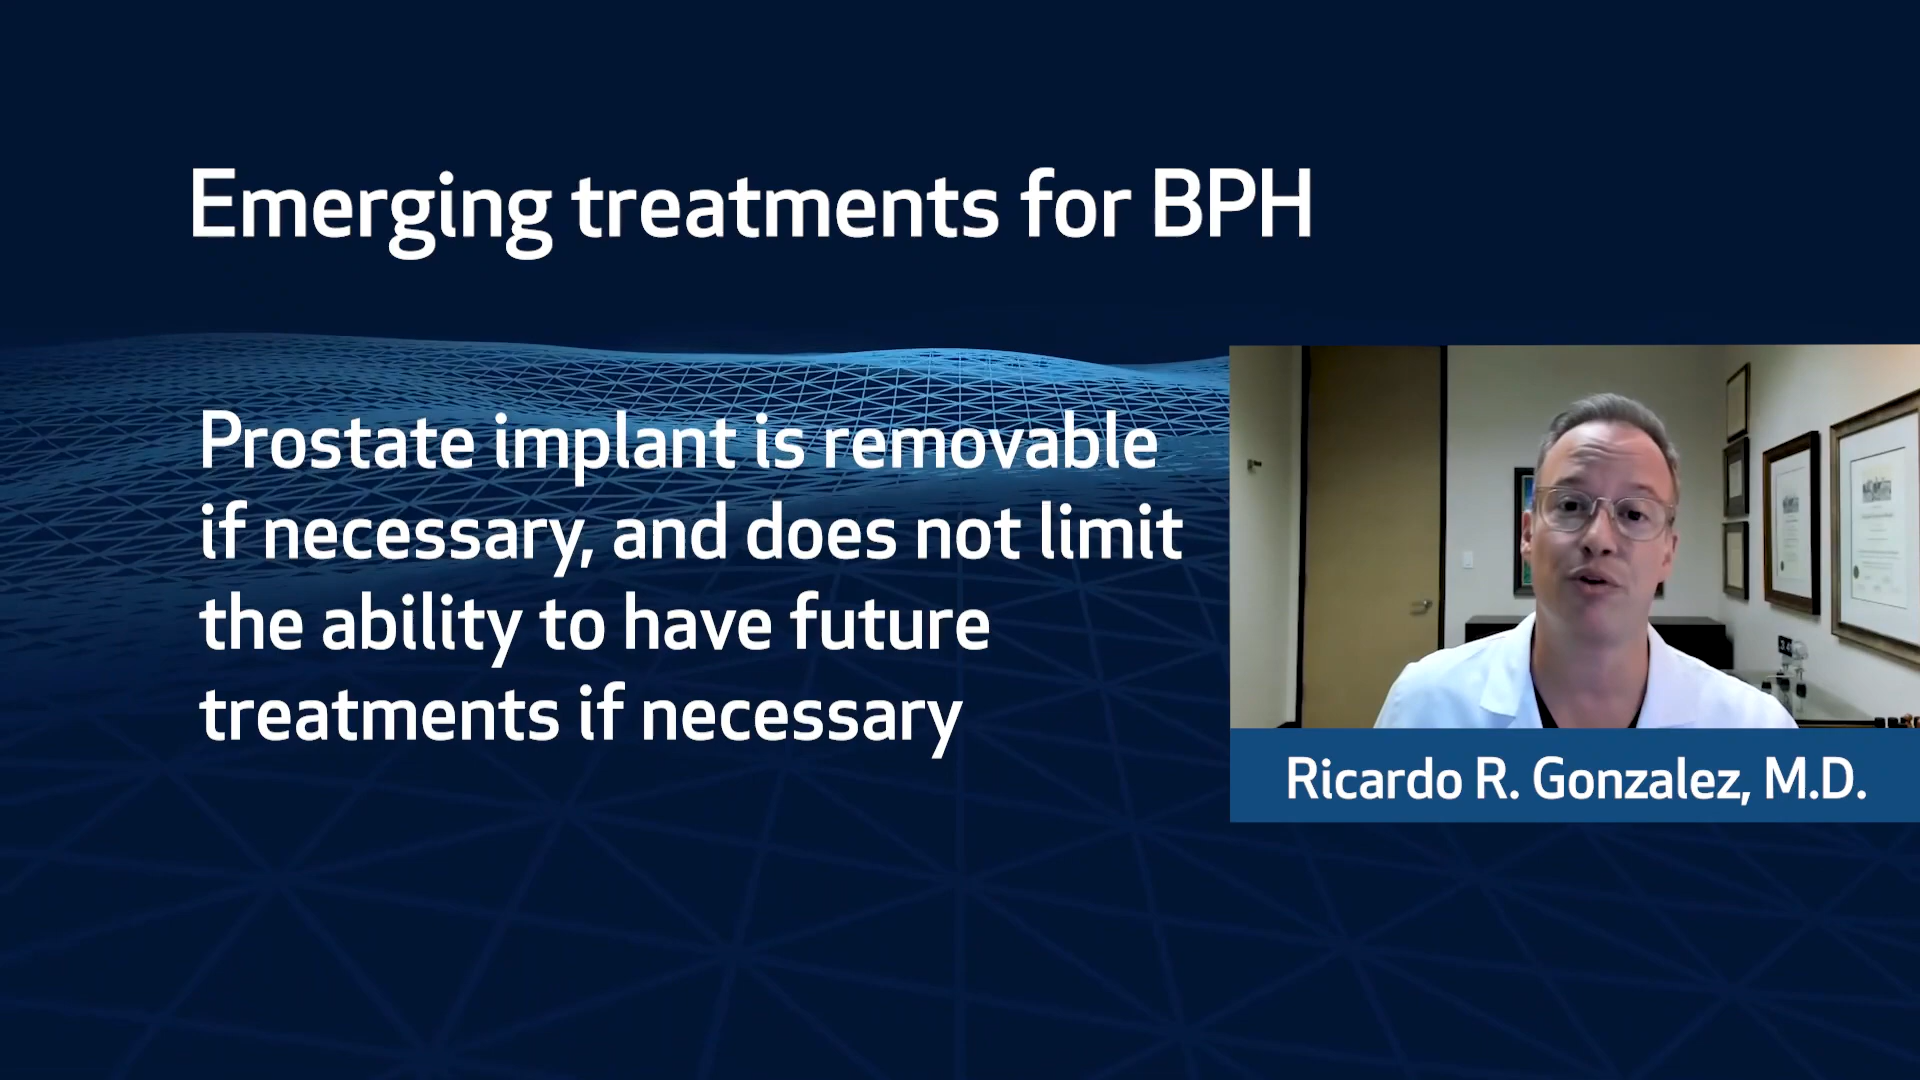 Emerging treatments for BPH
Prostate implant is removable
if necessary, and does not limit
the ability to have future
treatments if necessary
Ricardo R. Gonzalez, M.D.